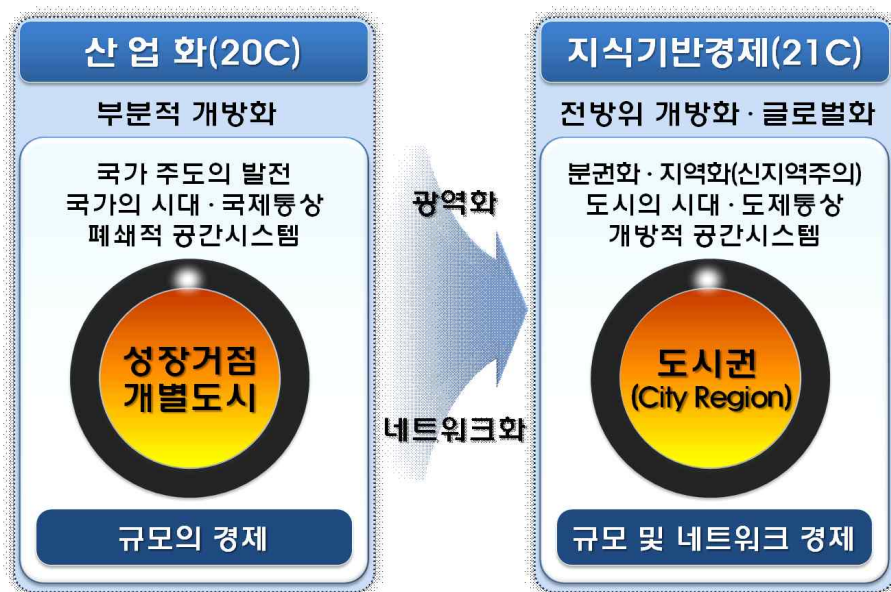 산 업 화(20C)
부분적 개방화
국가 주도의 발전
국가의 시대 · 국제통상
폐쇄적 공간시스템
성장거점
개별도시
규모의 경제
광역화
네트워크화
지식기반경제(21C)
전방위 개방화 · 글로벌화
분권화 · 지역화(신지역주의)
도시의 시대 · 도제통상
개방적 공간시스템
도시권
(City Region)
규모 및 네트워크 경제